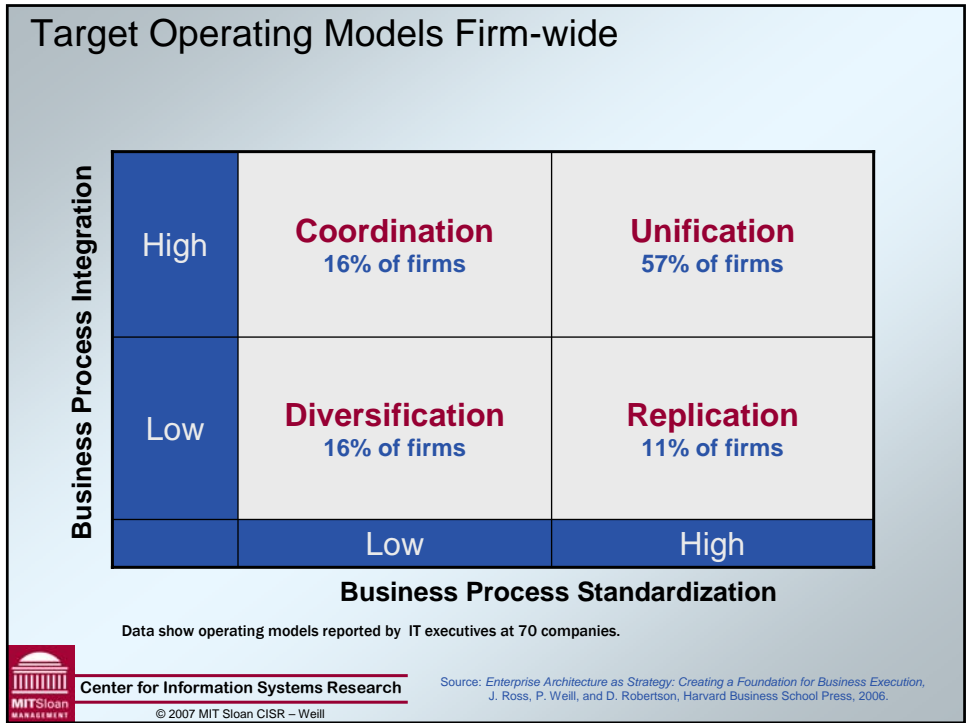 Target Operating Models Firm-wide
Business Process Integration
High
Coordination
16% of firms
Unification
57% of firms
Low
Diversification
16% of firms
Replication
11% of firms
Low
High
Business Process Standardization
Data show operating models reported by IT executives at 70 companies.
MITSloan
MANAGEMENT
Center for Information Systems Research
© 2007 MIT Sloan CISR – Weill
Source: Enterprise Architecture as Strategy: Creating a Foundation for Business Execution,
J. Ross, P. Weill, and D. Robertson, Harvard Business School Press, 2006.